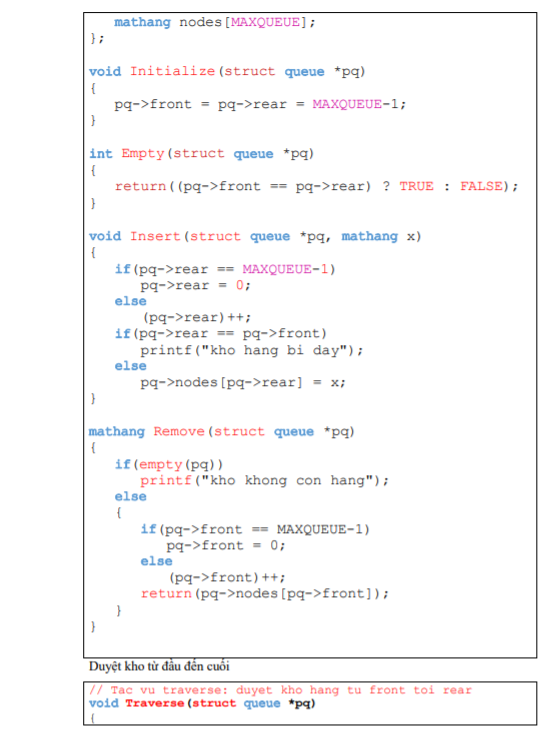 mathang nodes[MAXQUEUE];
};
void Initialize(struct queue *pq)
{
pq->front = pq->rear = MAXQUEUE-1;
}
int Empty(struct queue *pq)
{
return((pq->front == pq->rear) ? TRUE : FALSE);
}
void Insert(struct queue *pq, mathang x)
{
if(pq->rear == MAXQUEUE-1)
pq->rear = 0;
else
(pq->rear)++;
if(pq->rear == pq->front)
printf("kho hang bi day");
else
pq->nodes[pq->rear] = x;
}
mathang Remove(struct queue *pq)
{
if(empty(pq))
printf("kho khong con hang");
else
{
if(pq->front == MAXQUEUE-1)
pq->front = 0;
else
(pq->front)++;
return(pq->nodes[pq->front]);
}
}
Duyệt kho từ đầu đến cuối
// Tac vu traverse: duyet kho hang tu front toi rear
void Traverse(struct queue *pq)
{